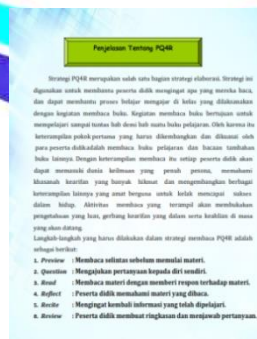 Penjelasan Tentang PQ4R
Strategi PQ4R merupakan salah satu bagian strategi elaborasi. Strategi ini
digunakan untuk membantu peserta didik mengingat apa yang mereka baca,
dan dapat membantu proses belajar mengajar di kelas yang dilaksanakan
dengan kegiatan membaca buku. Kegiatan membaca buku bertujuan untuk
mempelajari sampai tuntas bab demi bab suatu buku pelajaran. Oleh karena itu
keterampilan pokok pertama yang harus dikembangkan dan dikuasai oleh
para peserta didik adalah membaca buku pelajaran dan bacaan tambahan
buku lainnya. Dengan keterampilan membaca itu setiap peserta didik akan
dapat memasuki dunia keilmuan yang penuh pesona, memahami
khasanah kearifan yang banyak hikmat dan mengembangkan berbagai
keterampilan lainnya yang amat berguna untuk kelak mencapai sukses
dalam hidup. Aktivitas membaca yang terampil akan membukakan
pengetahuan yang luas, gerbang kearifan yang dalam serta keahlian di masa
yang akan datang.
Langkah-langkah yang harus dilakukan dalam strategi membaca PQ4R adalah
sebagai berikut:
1. Preview : Membaca selintas sebelum memulai materi.
2. Question : Mengajukan pertanyaan kepada diri sendiri.
3. Read : Membaca materi dengan memberi respon terhadap materi.
4. Reflect : Peserta didik memahami materi yang dibaca.
5. Recite : Mengingat kembali informasi yang telah dipelajari.
6. Review : Peserta didik membuat ringkasan dan menjawab pertanyaan.